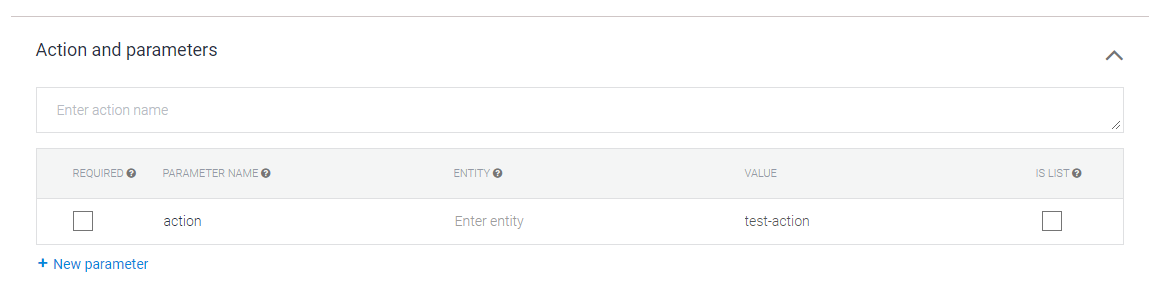 Action and parameters
Enter action name
REQUIRED PARAMETER NAME ENTITY VALUE IS LIST
action Enter entity test-action
+ New parameter